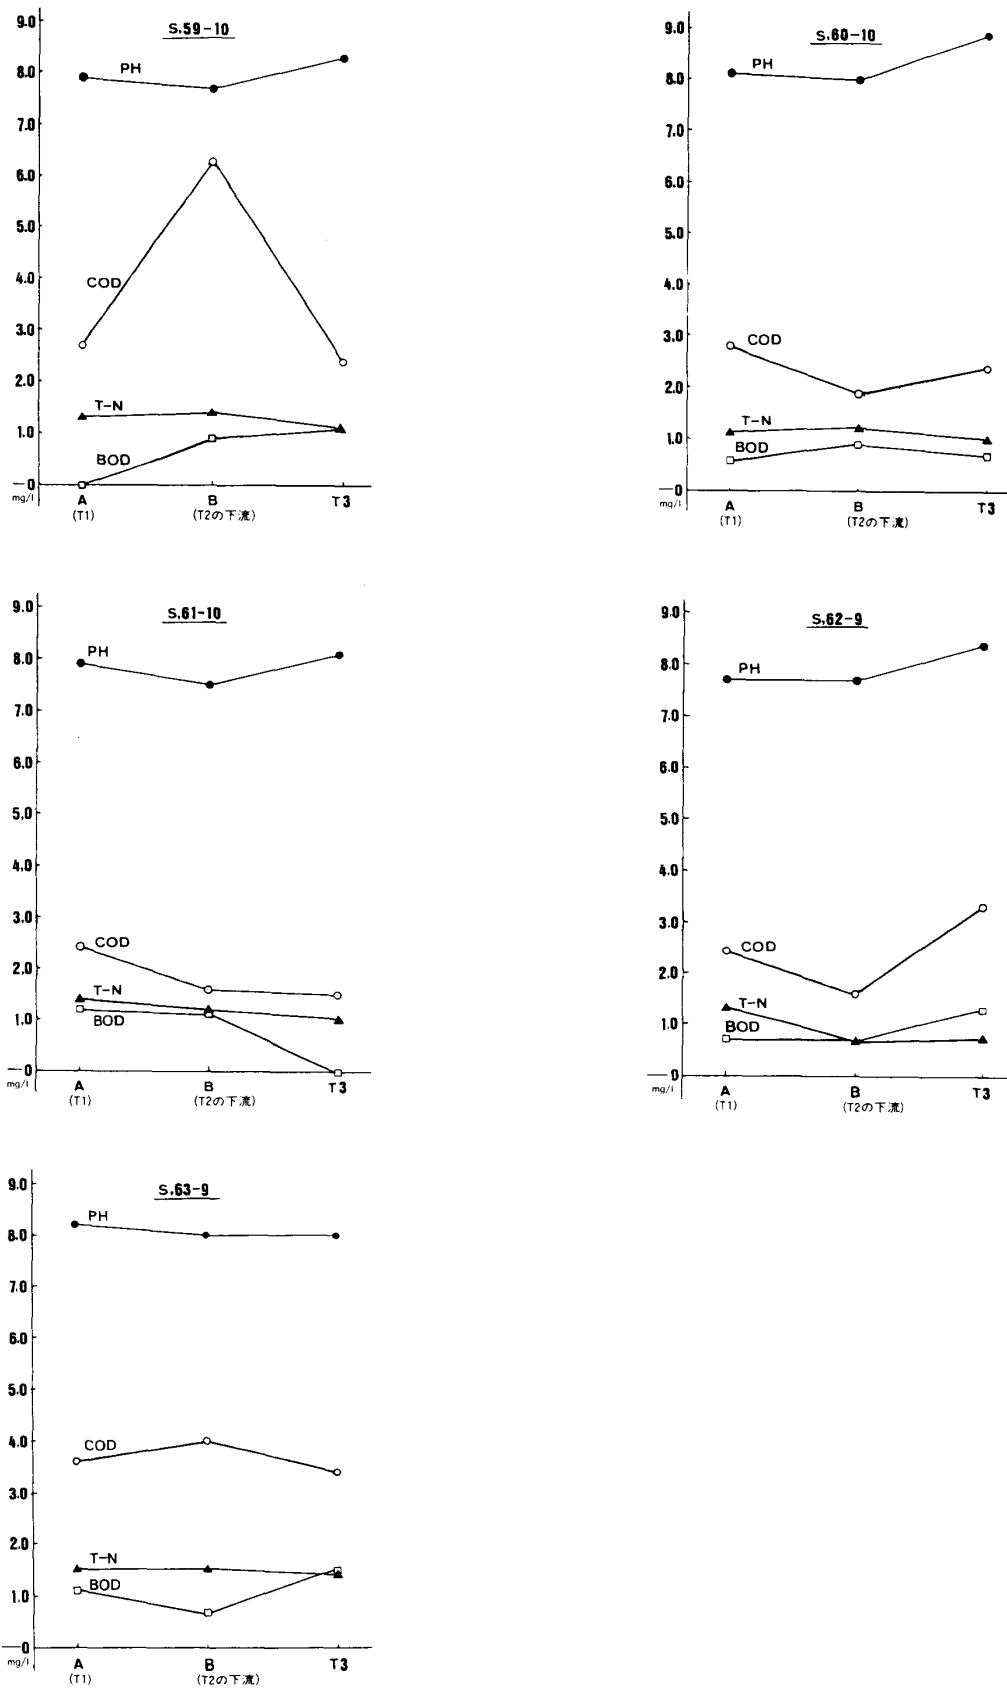 S.59-10
9.0
8.0
7.0
6.0
5.0
4.0
3.0
2.0
1.0
0
mg/l
PH
COD
T-N
BOD
A
(T1)
B
(T2の下流)
T3
S.60-10
9.0
8.0
7.0
6.0
5.0
4.0
3.0
2.0
1.0
0
mg/l
PH
COD
T-N
BOD
A
(T1)
B
(T2の下流)
T3
S.61-10
9.0
8.0
7.0
6.0
5.0
4.0
3.0
2.0
1.0
0
mg/l
PH
COD
T-N
BOD
A
(T1)
B
(T2の下流)
T3
S.62-9
9.0
8.0
7.0
6.0
5.0
4.0
3.0
2.0
1.0
0
mg/l
PH
COD
T-N
BOD
A
(T1)
B
(T2の下流)
T3
S.63-9
9.0
8.0
7.0
6.0
5.0
4.0
3.0
2.0
1.0
0
mg/l
PH
COD
T-N
BOD
A
(T1)
B
(T2の下流)
T3